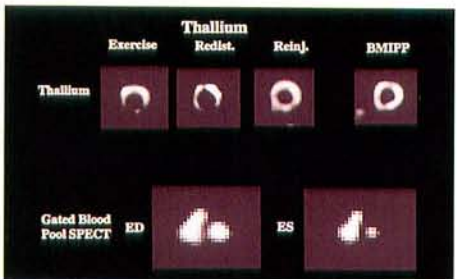 Thallium
Exercise Redist. Reinj. BMIPP
Thallium
Gated Blood
Pool SPECT ED ES